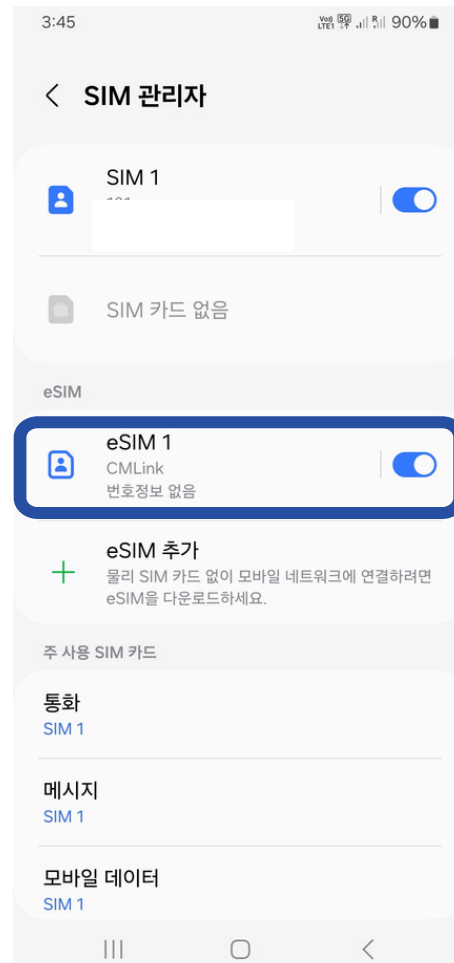 3:45
Vo)) LTE1 5G R 90%
SIM 관리자
SIM 1
SIM 카드 없음
eSIM
eSIM 1
CMLink
번호정보 없음
eSIM 추가
물리 SIM 카드 없이 모바일 네트워크에 연결하려면
eSIM을 다운로드하세요.
주 사용 SIM 카드
통화
SIM 1
메시지
SIM 1
모바일 데이터
SIM 1